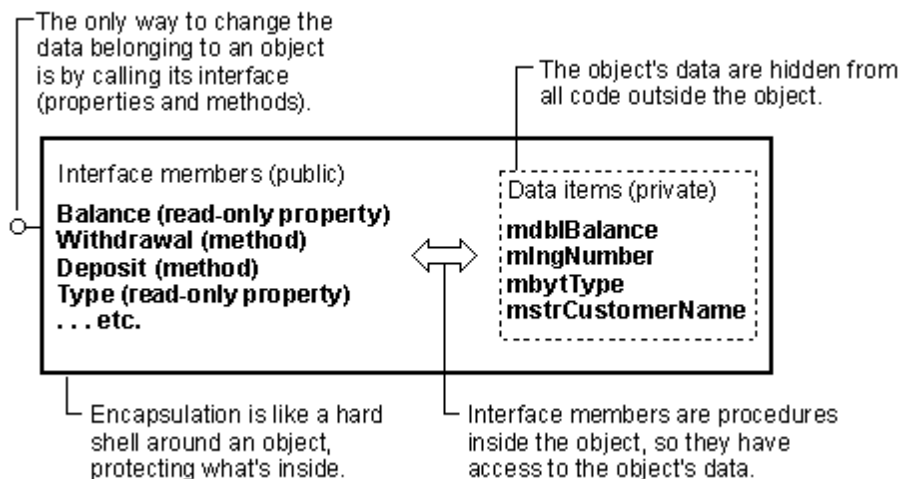 The only way to change the
data belonging to an object
is by calling its interface
(properties and methods).
The object's data are hidden from
all code outside the object.
Interface members (public)
Balance (read-only property)
Withdrawal (method)
Deposit (method)
Type (read-only property)
. . . etc.
Data items (private)
mdblBalance
mlngNumber
mbytType
mstrCustomerName
Encapsulation is like a hard
shell around an object,
protecting what's inside.
Interface members are procedures
inside the object, so they have
access to the object's data.